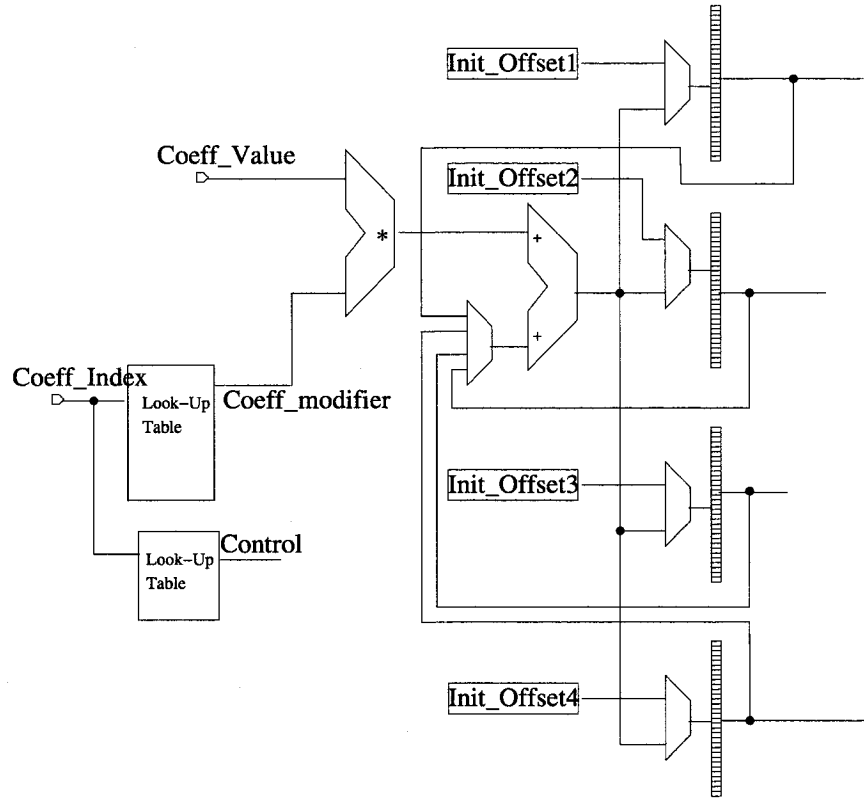 Init_Offset1
Coeff_Value
Init_Offset2
*
+
+
Coeff_Index
Look-Up
Table
Coeff_modifier
Init_Offset3
Look-Up
Table
Control
Init_Offset4